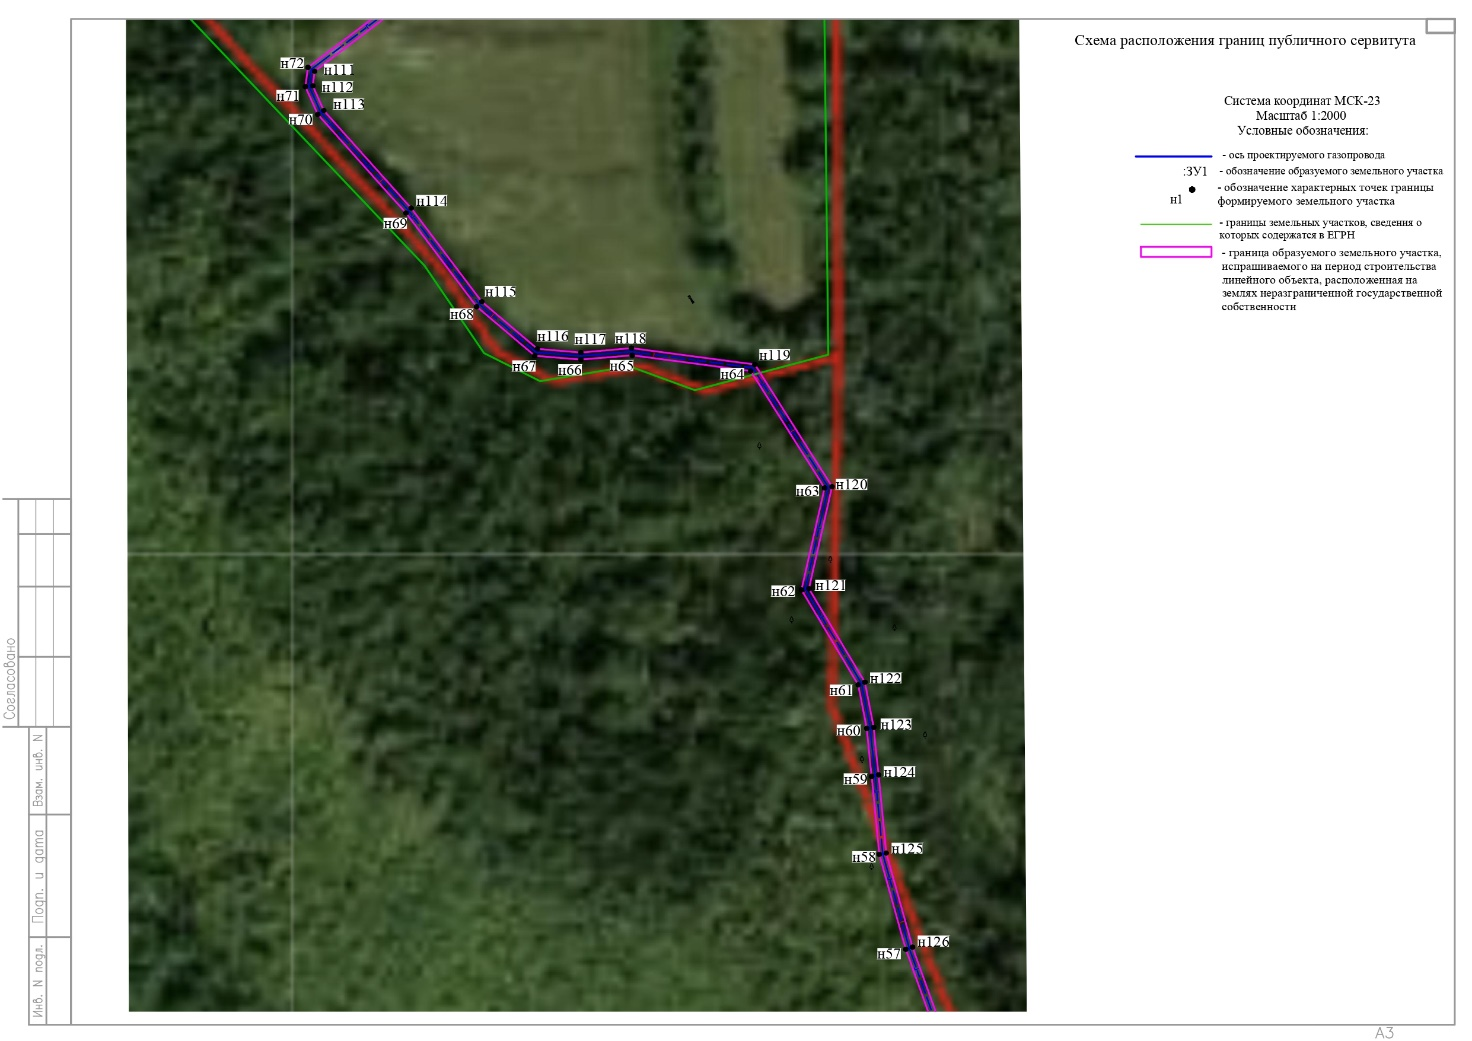 Схема расположения границ публичного сервитута
Система координат МСК-23
Масштаб 1:2000
Условные обозначения:
- ось проектируемого газопровода
:ЗУ1 - обозначение образуемого земельного участка
н1 - обозначение характерных точек границы
формируемого земельного участка
- границы земельных участков, сведения о
которых содержатся в ЕГРН
- граница образуемого земельного участка,
испрашиваемого на период строительства
линейного объекта, расположенная на
землях неразграниченной государственной
собственности
н72
н111
н71
н112
н113
н70
н114
н69
н115
н68
н116
н117
н118
н67
н66
н65
н119
н64
н63
н120
н62
н121
н122
н61
н123
н60
н124
н59
н125
н58
н126
н57
Согласовано
Взам. инв. N
Подп. и дата
Инв. N подл.
А3